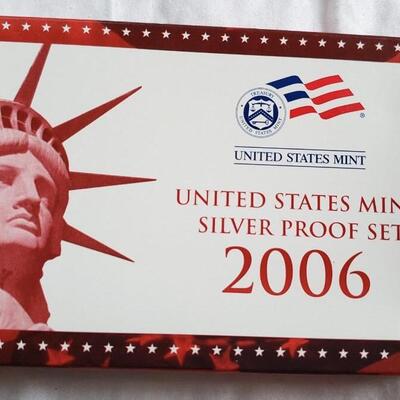 UNITED STATES MINT
UNITED STATES MIN
SILVER PROOF SET
2006